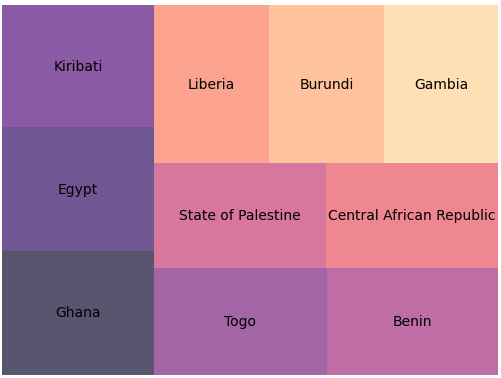 Kiribati
Liberia
Burundi
Gambia
Egypt
State of Palestine
Central African Republic
Ghana
Togo
Benin